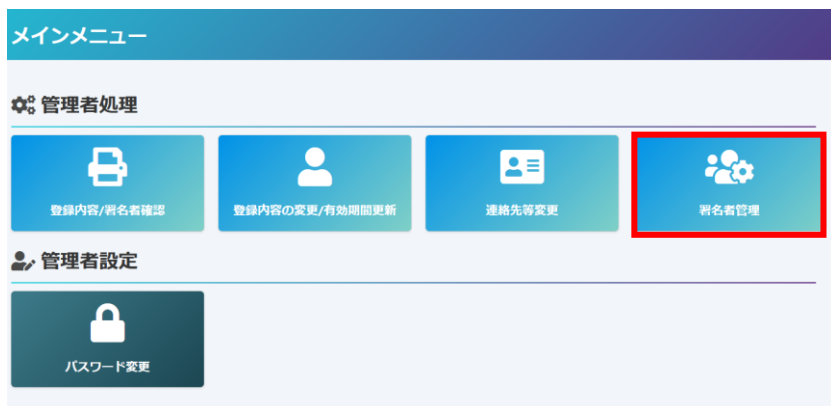 メインメニュー
管理者処理
登録内容/署名者確認
登録内容の変更/有効期間更新
連絡先等変更
署名者管理
管理者設定
パスワード変更